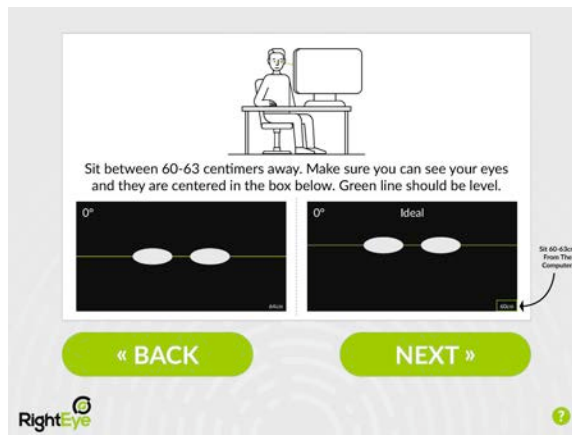 Sit between 60-63 centimers away. Make sure you can see your eyes
and they are centered in the box below. Green line should be level.
0°
64cm
0° Ideal
60cm
Sit 60-63cm
From The
Computer
« BACK
NEXT »
RightEye
?